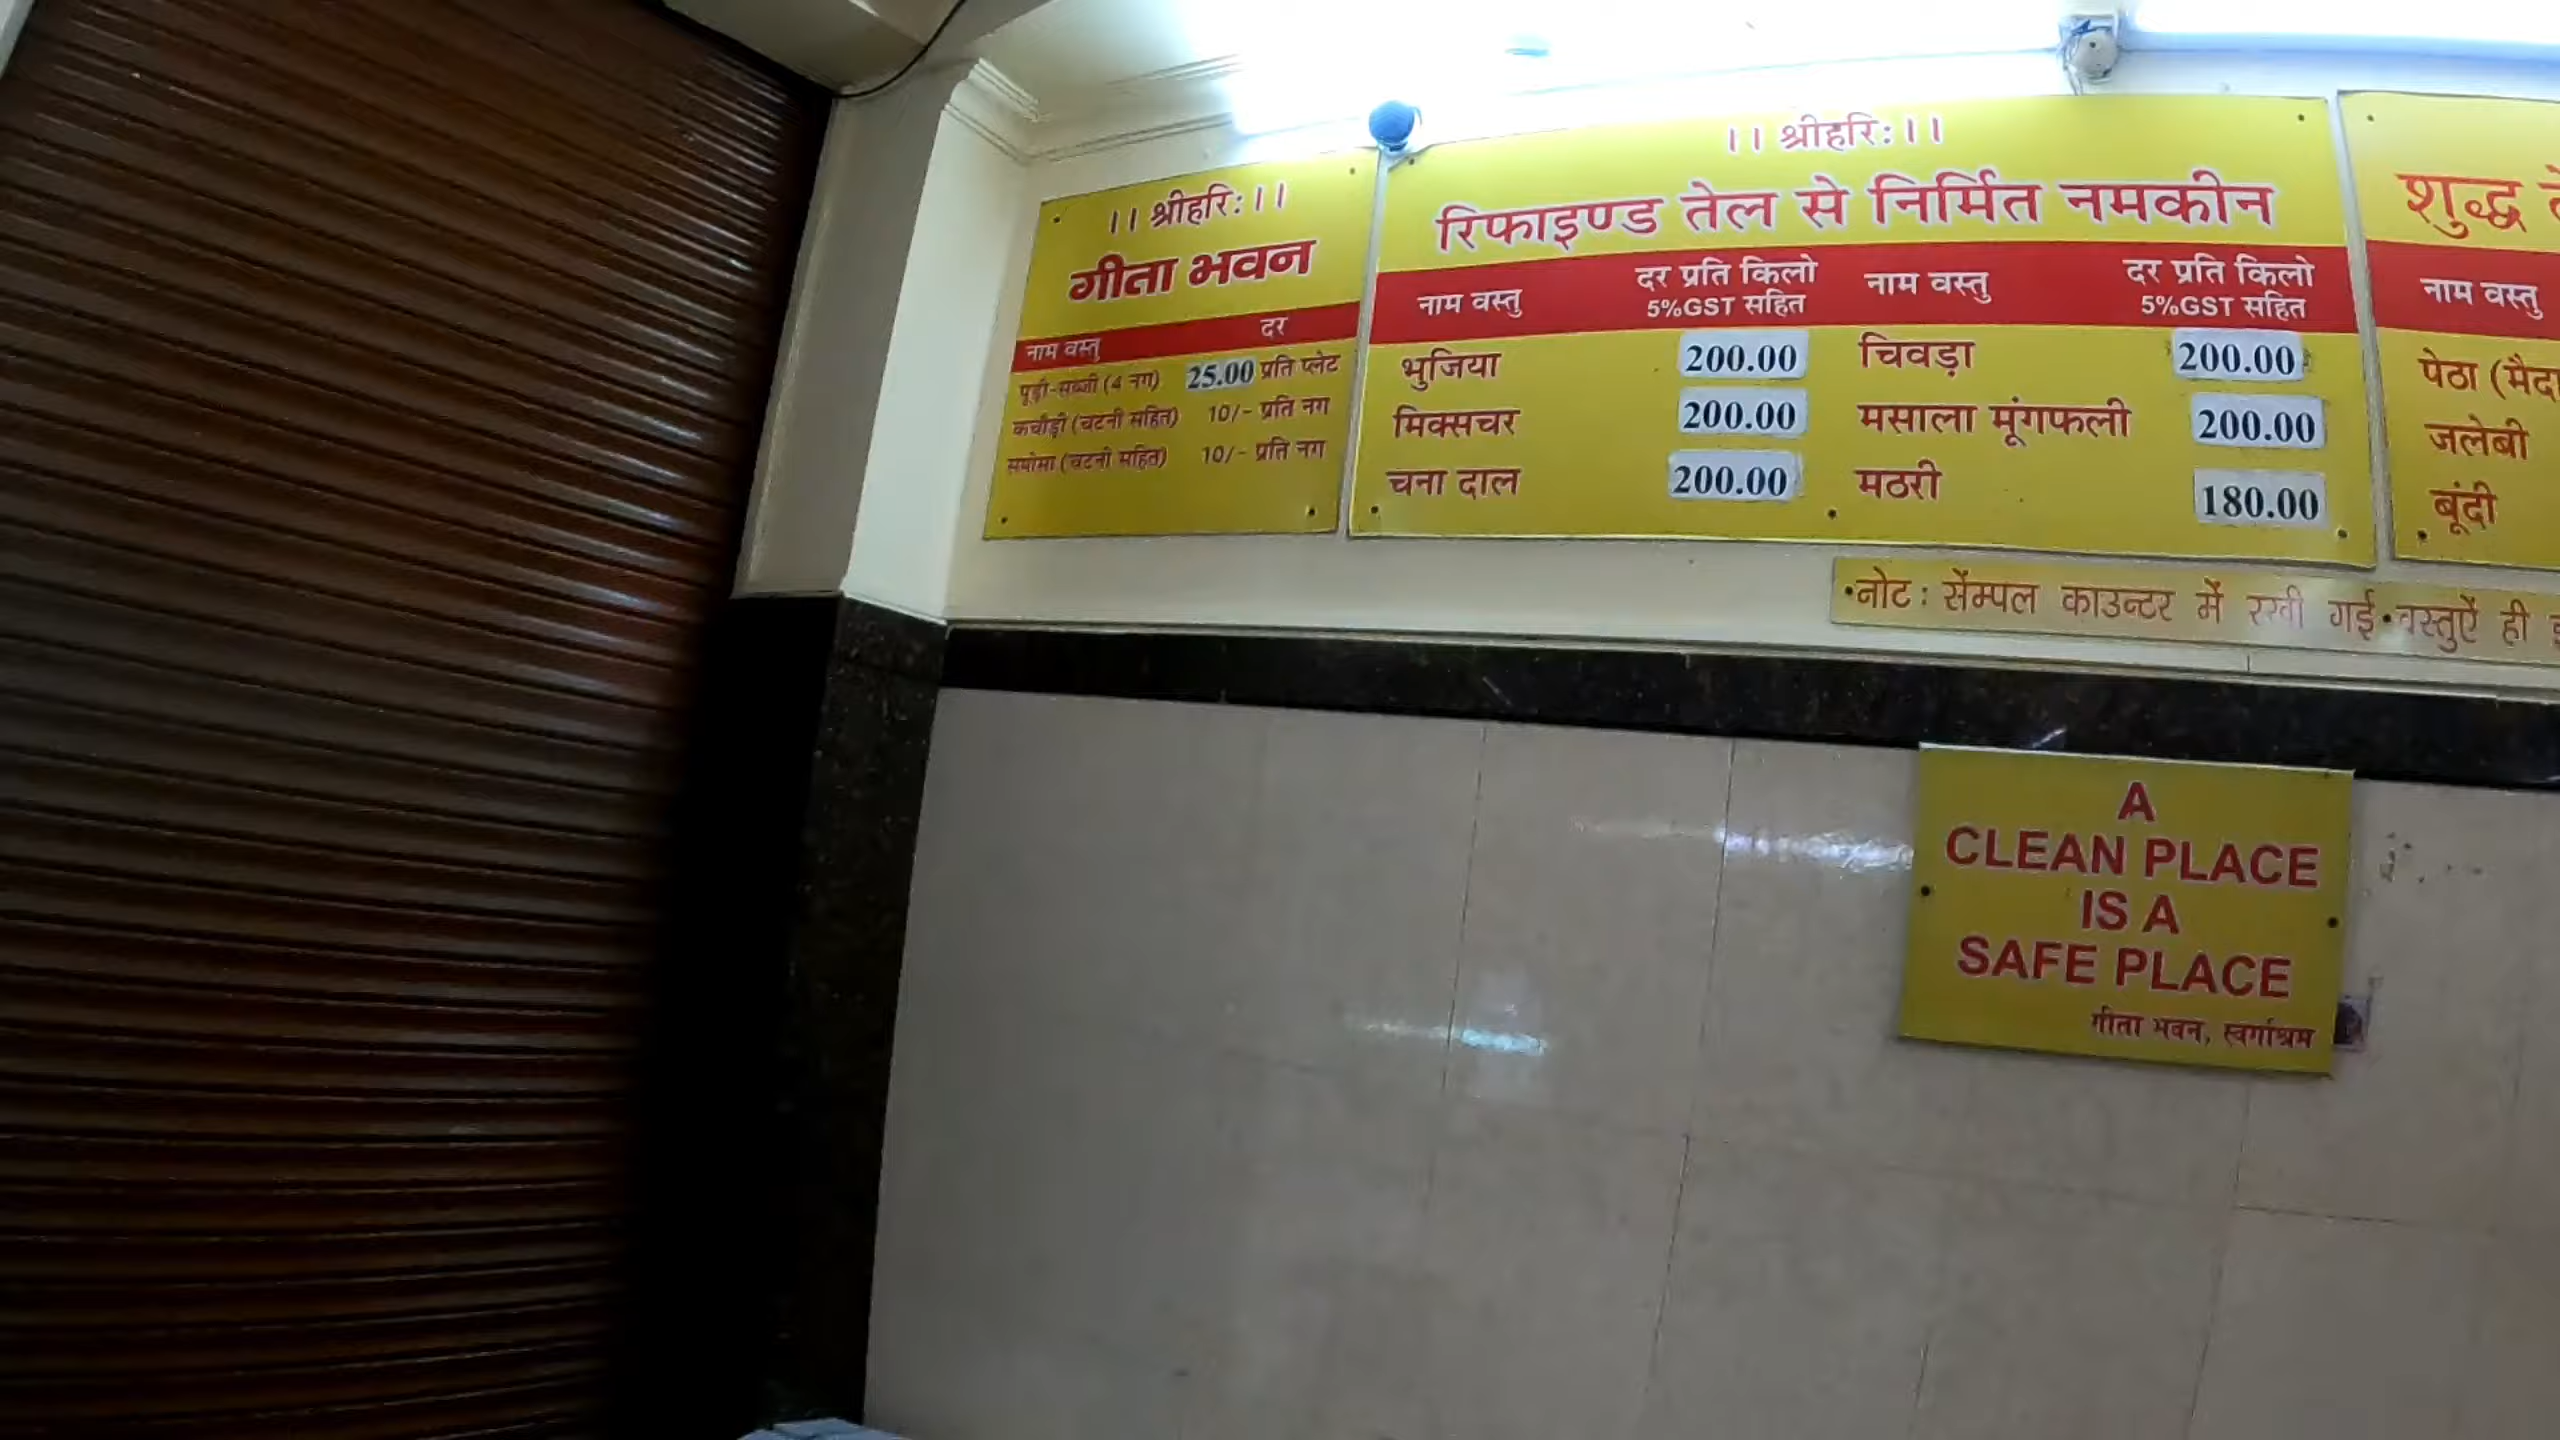 ।। श्रीहरिः।।
गीता भवन
नाम वस्तु दर
पूड़ी-सब्जी (4 नग) 25.00 प्रति प्लेट
कचौड़ी (चटनी सहित) 10/- प्रति नग
समोसा (चटनी सहित) 10/- प्रति नग
।। श्रीहरिः।।
रिफाइण्ड तेल से निर्मित नमकीन
नाम वस्तु दर प्रति किलो 5%GST सहित नाम वस्तु दर प्रति किलो 5%GST सहित
भुजिया 200.00 चिवड़ा 200.00
मिक्सचर 200.00 मसाला मूंगफली 200.00
चना दाल 200.00 मठरी 180.00
शुद्ध
नाम वस्तु
पेठा (मैदा
जलेबी
बूंदी
•नोट : सेंम्पल काउन्टर में रखी गई•वस्तुऐं ही
A
CLEAN PLACE
IS A
SAFE PLACE
गीता भवन, स्वर्गाश्रम